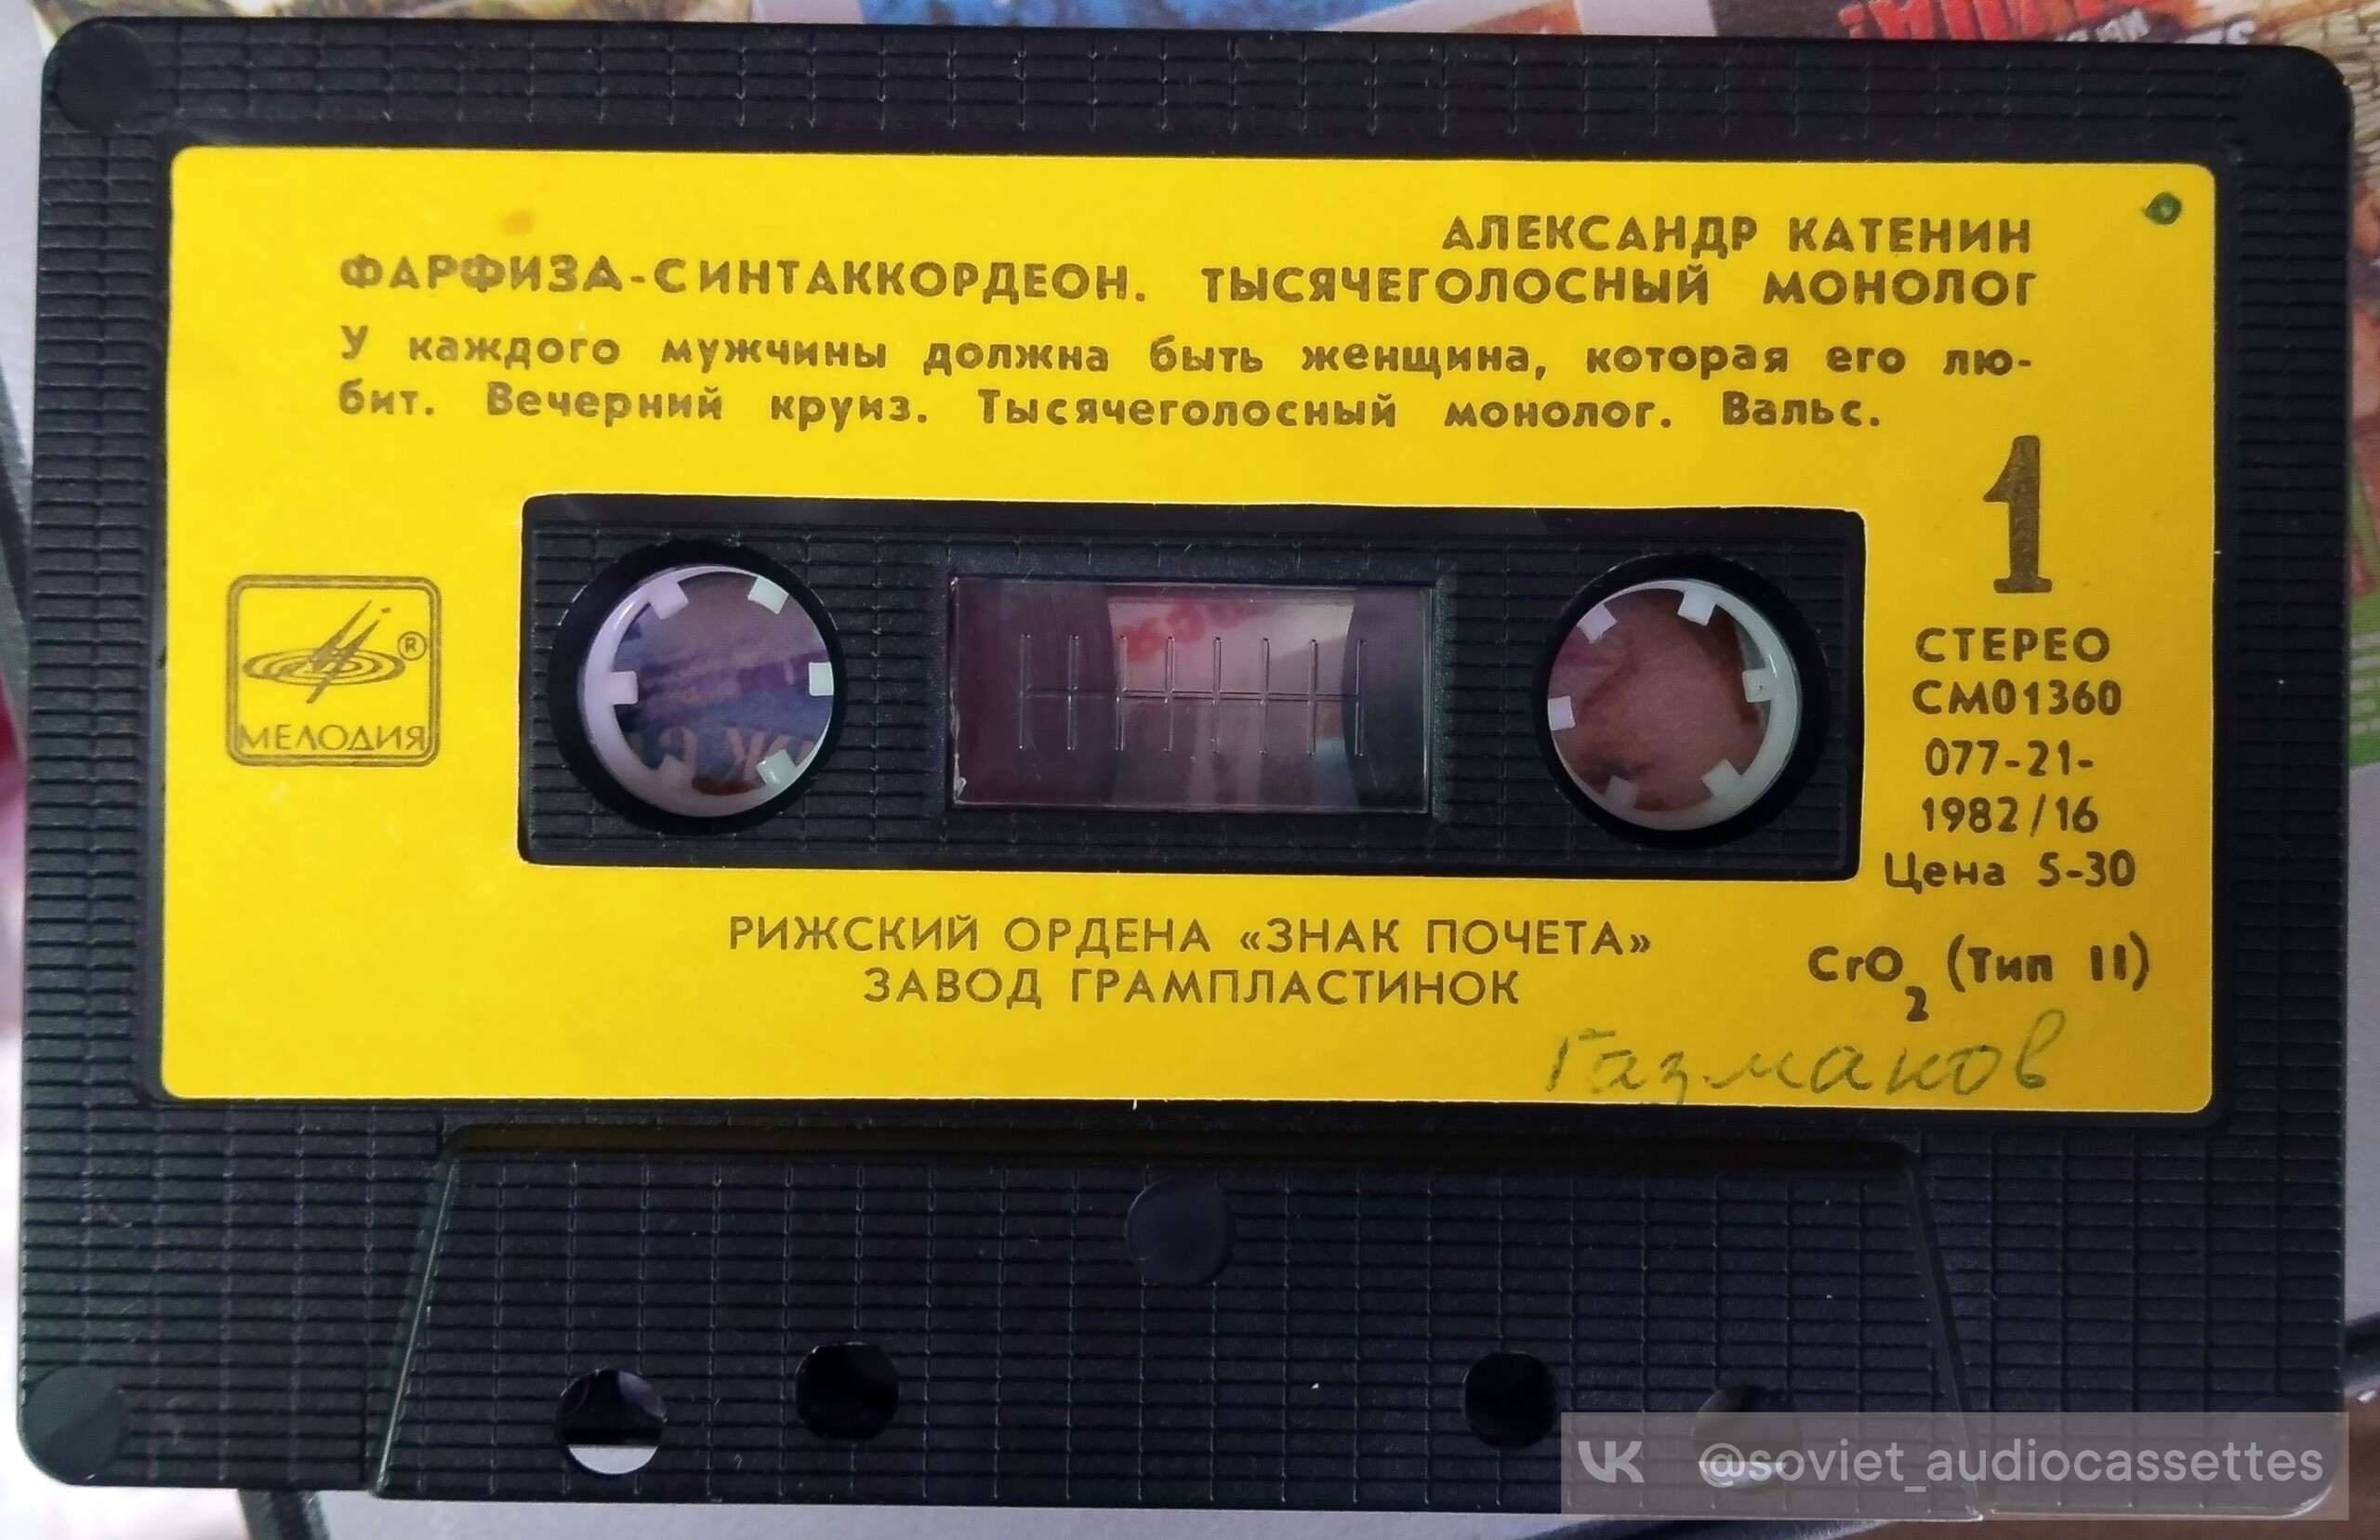 АЛЕКСАНДР КАТЕНИН
ФАРФИЗА-СИНТАККОРДЕОН. ТЫСЯЧЕГОЛОСНЫЙ МОНОЛОГ
У каждого мужчины должна быть женщина, которая его лю-
бит. Вечерний круиз. Тысячеголосный монолог. Вальс.
1
СТЕРЕО
СМ01360
077-21-
1982/16
Цена 5-30
МЕЛОДИЯ
®
РИЖСКИЙ ОРДЕНА «ЗНАК ПОЧЕТА»
ЗАВОД ГРАМПЛАСТИНОК
CrO2 (Тип II)
Газманов
@soviet_audiocassettes